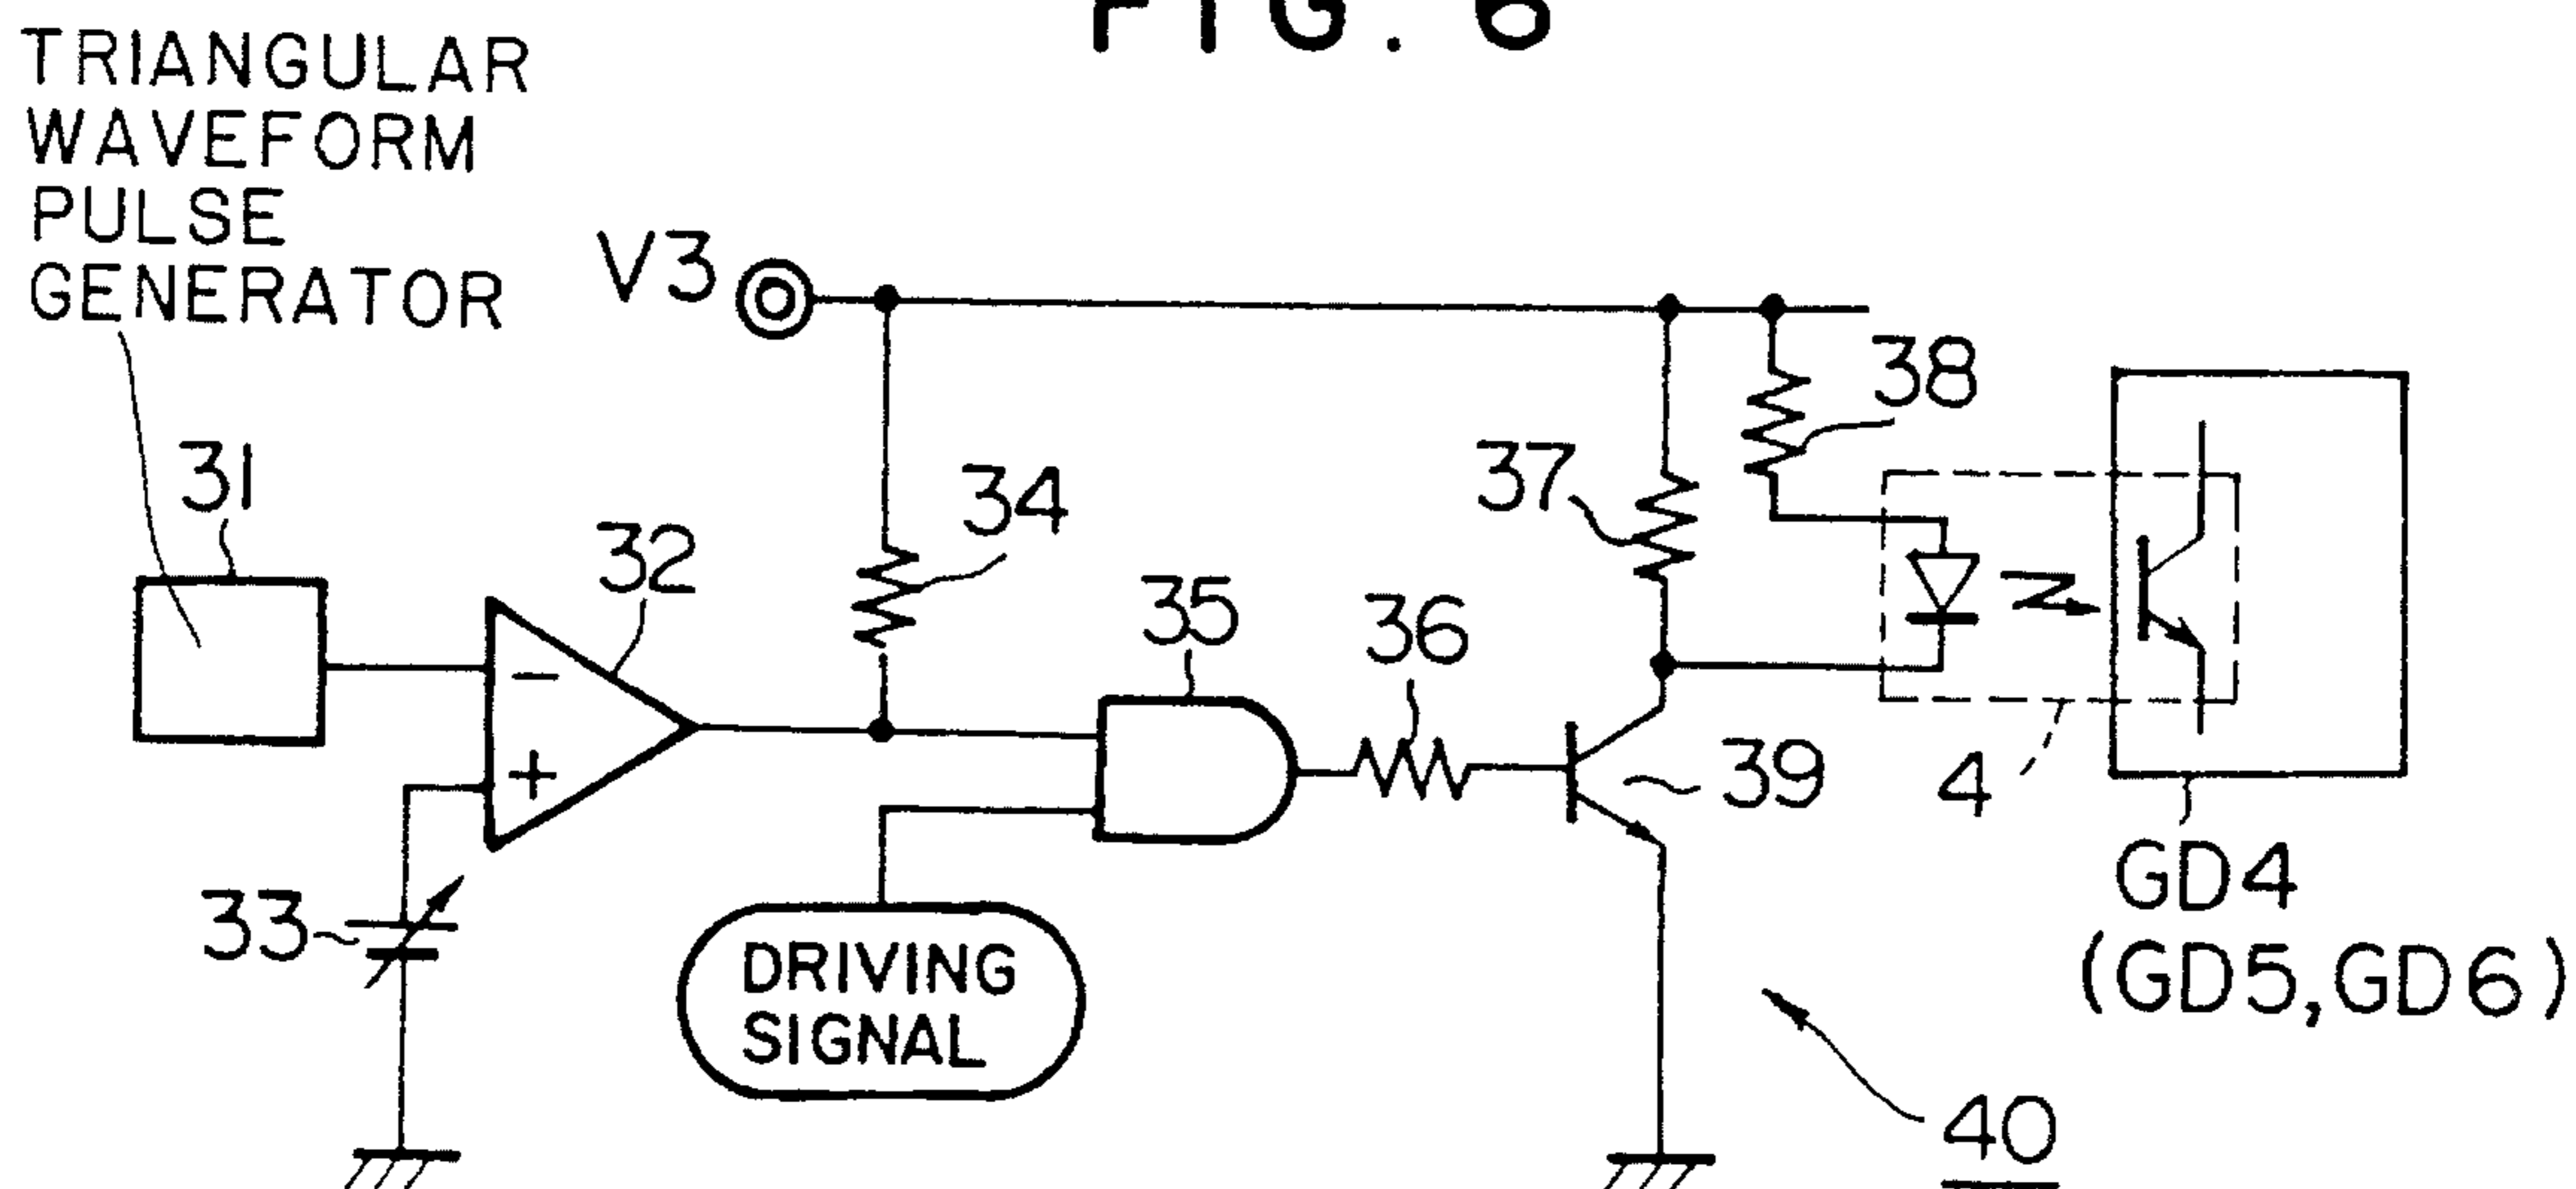 FIG. 6
TRIANGULAR
WAVEFORM
PULSE
GENERATOR
V3
31
32
33
34
35
36
37
38
39
4
DRIVING
SIGNAL
GD4
(GD5,GD6)
40
−
+